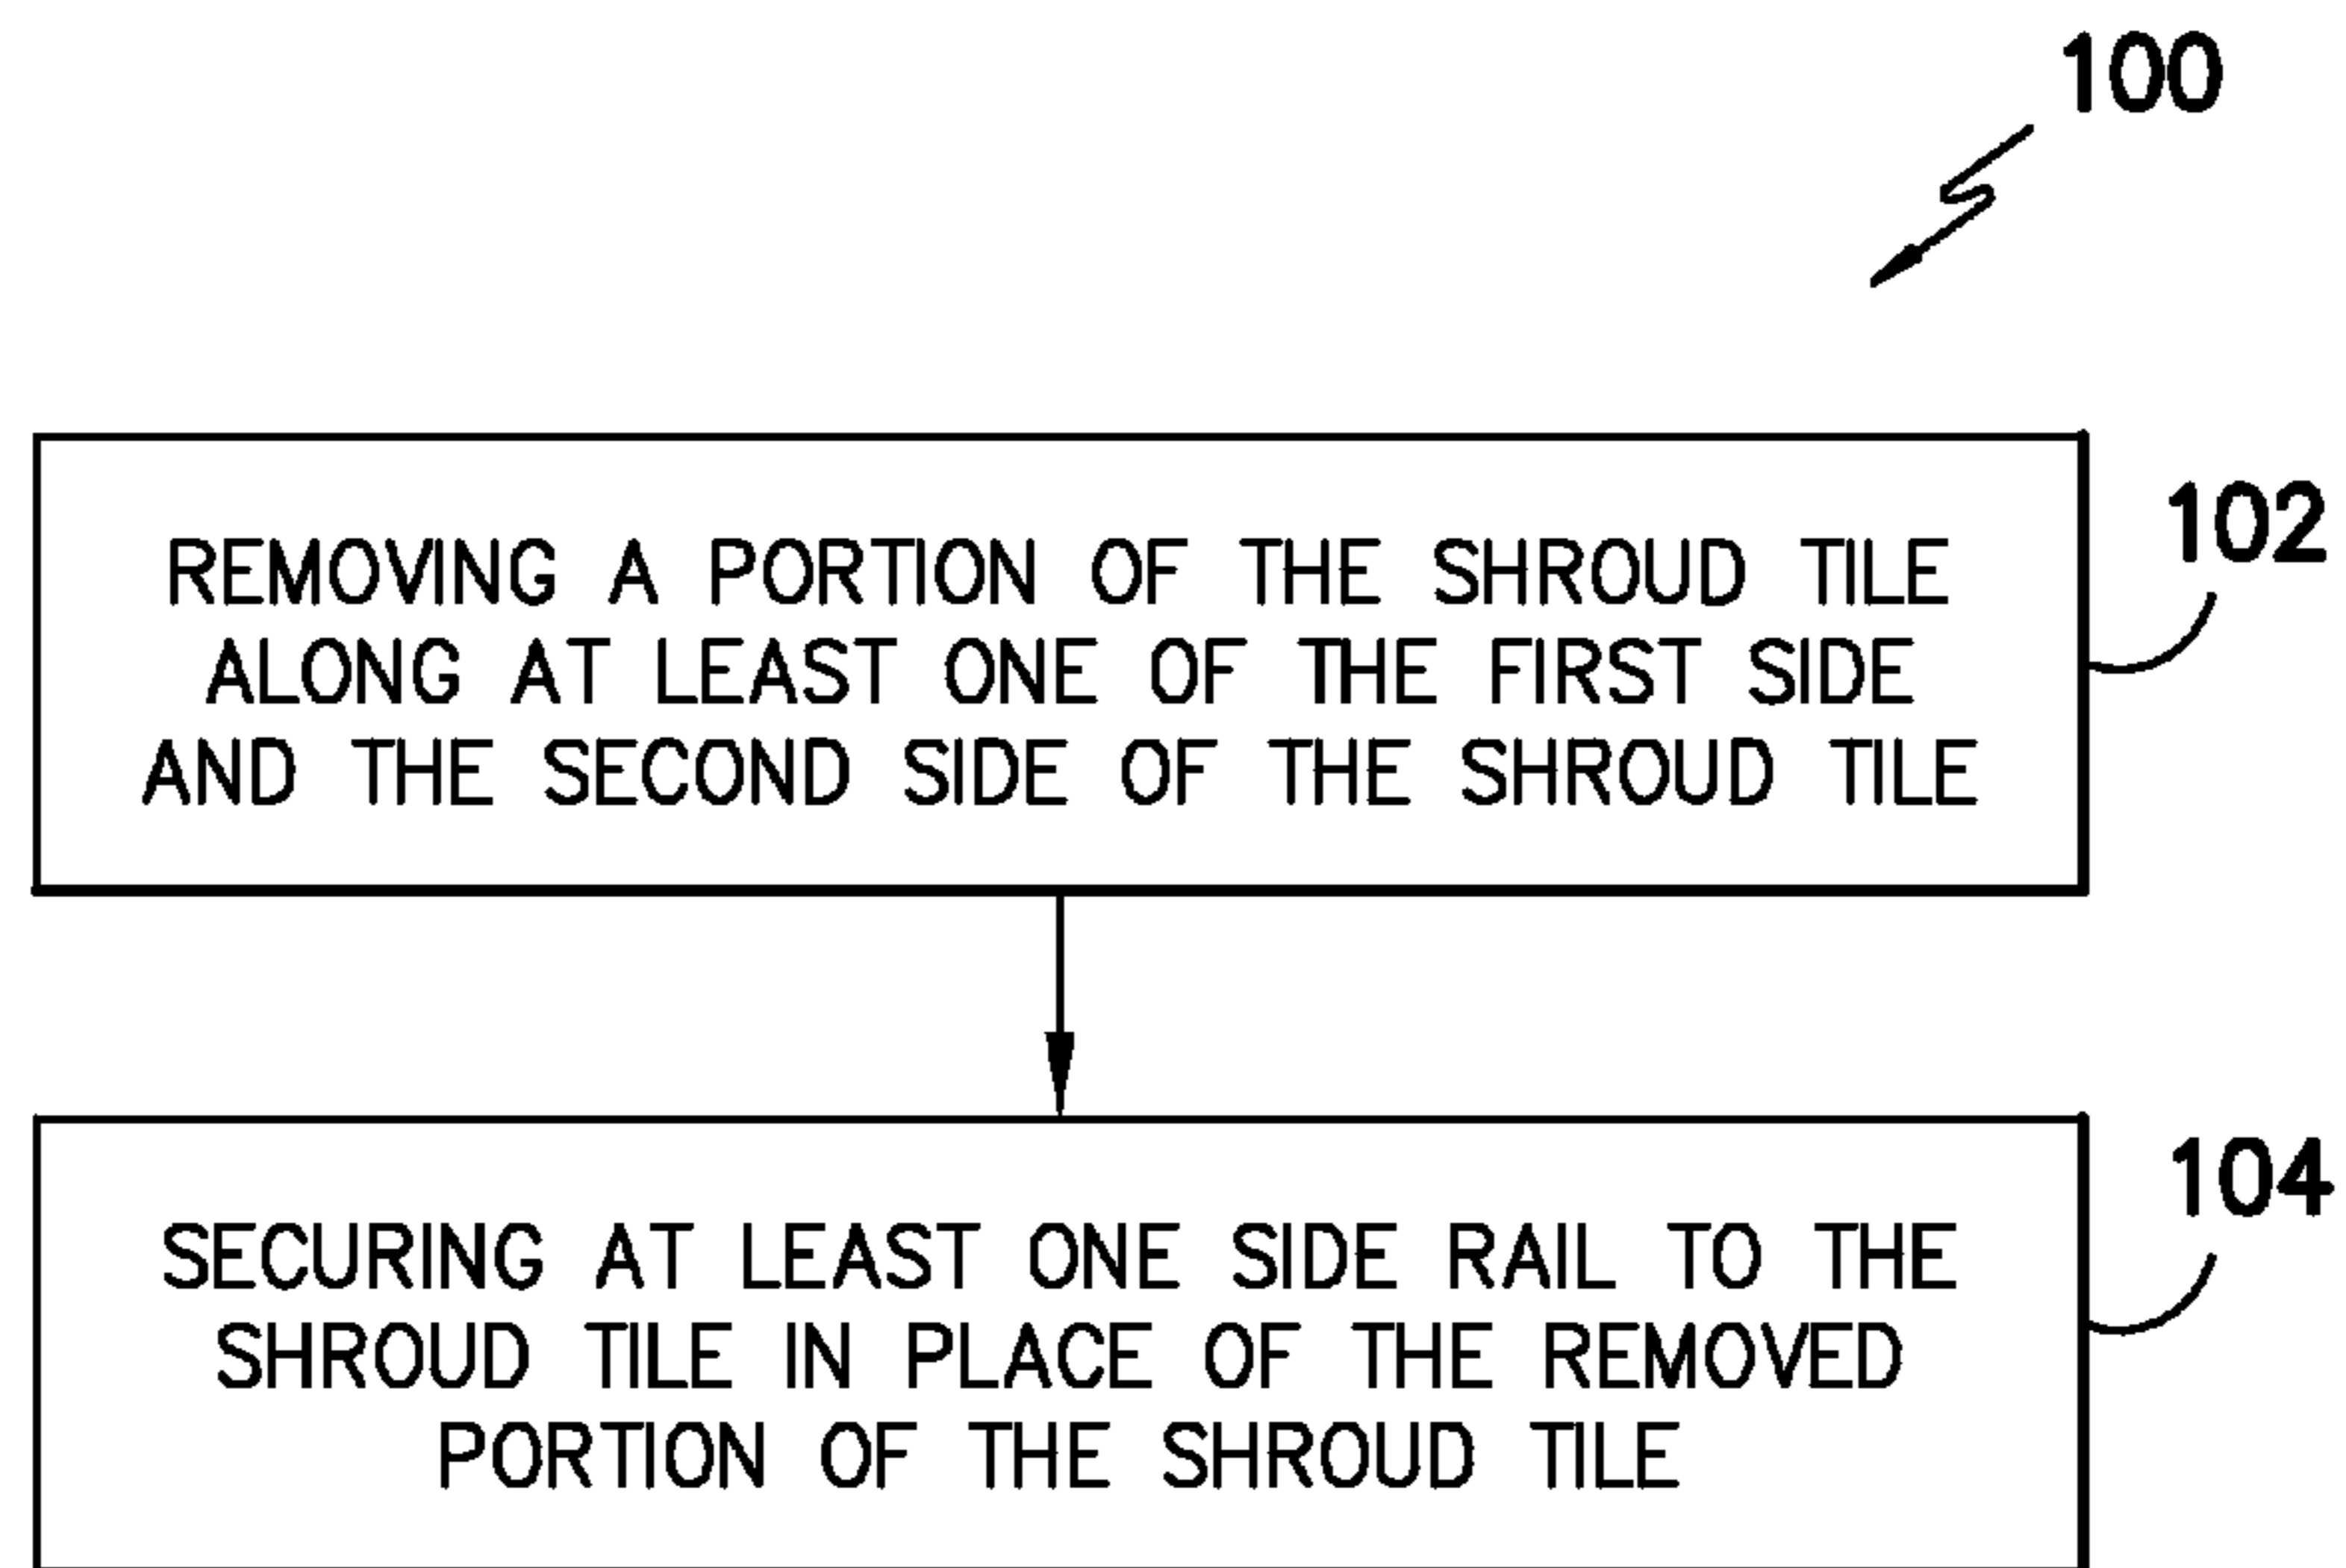 100
102
REMOVING A PORTION OF THE SHROUD TILE
ALONG AT LEAST ONE OF THE FIRST SIDE
AND THE SECOND SIDE OF THE SHROUD TILE
104
SECURING AT LEAST ONE SIDE RAIL TO THE
SHROUD TILE IN PLACE OF THE REMOVED
PORTION OF THE SHROUD TILE